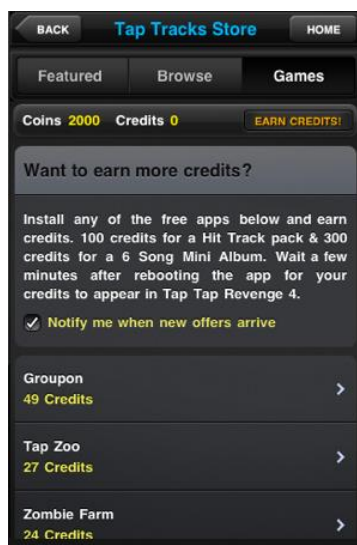 BACK Tap Tracks Store HOME
Featured Browse Games
Coins 2000 Credits 0 EARN CREDITS!
Want to earn more credits?
Install any of the free apps below and earn
credits. 100 credits for a Hit Track pack & 300
credits for a 6 Song Mini Album. Wait a few
minutes after rebooting the app for your
credits to appear in Tap Tap Revenge 4.
Notify me when new offers arrive
Groupon
49 Credits
Tap Zoo
27 Credits
Zombie Farm
24 Credits